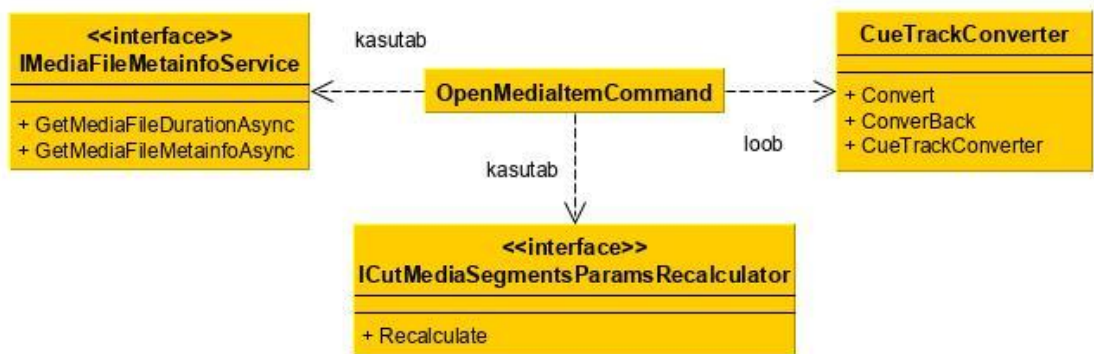 <<interface>>
IMediaFileMetainfoService
+ GetMediaFileDurationAsync
+ GetMediaFileMetainfoAsync
kasutab
OpenMediaItemCommand
CueTrackConverter
+ Convert
+ ConverBack
+ CueTrackConverter
loob
kasutab
<<interface>>
ICutMediaSegmentsParamsRecalculator
+ Recalculate